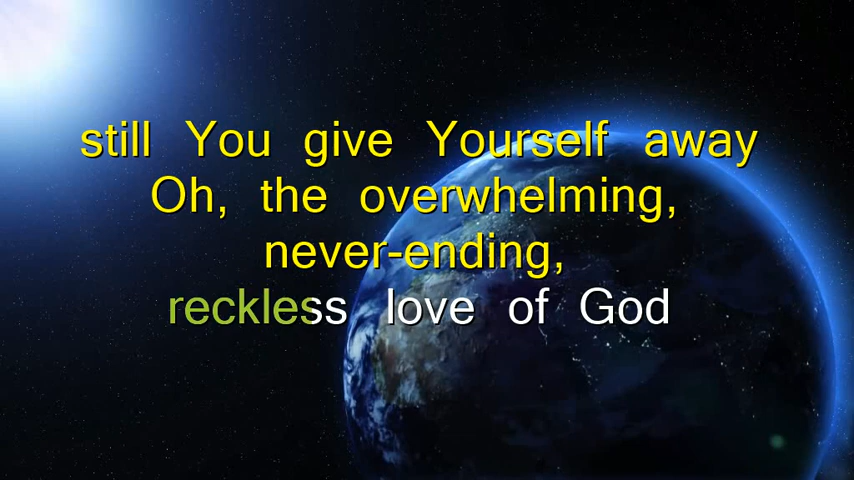 still You give Yourself away
Oh, the overwhelming,
never-ending,
reckless love of God